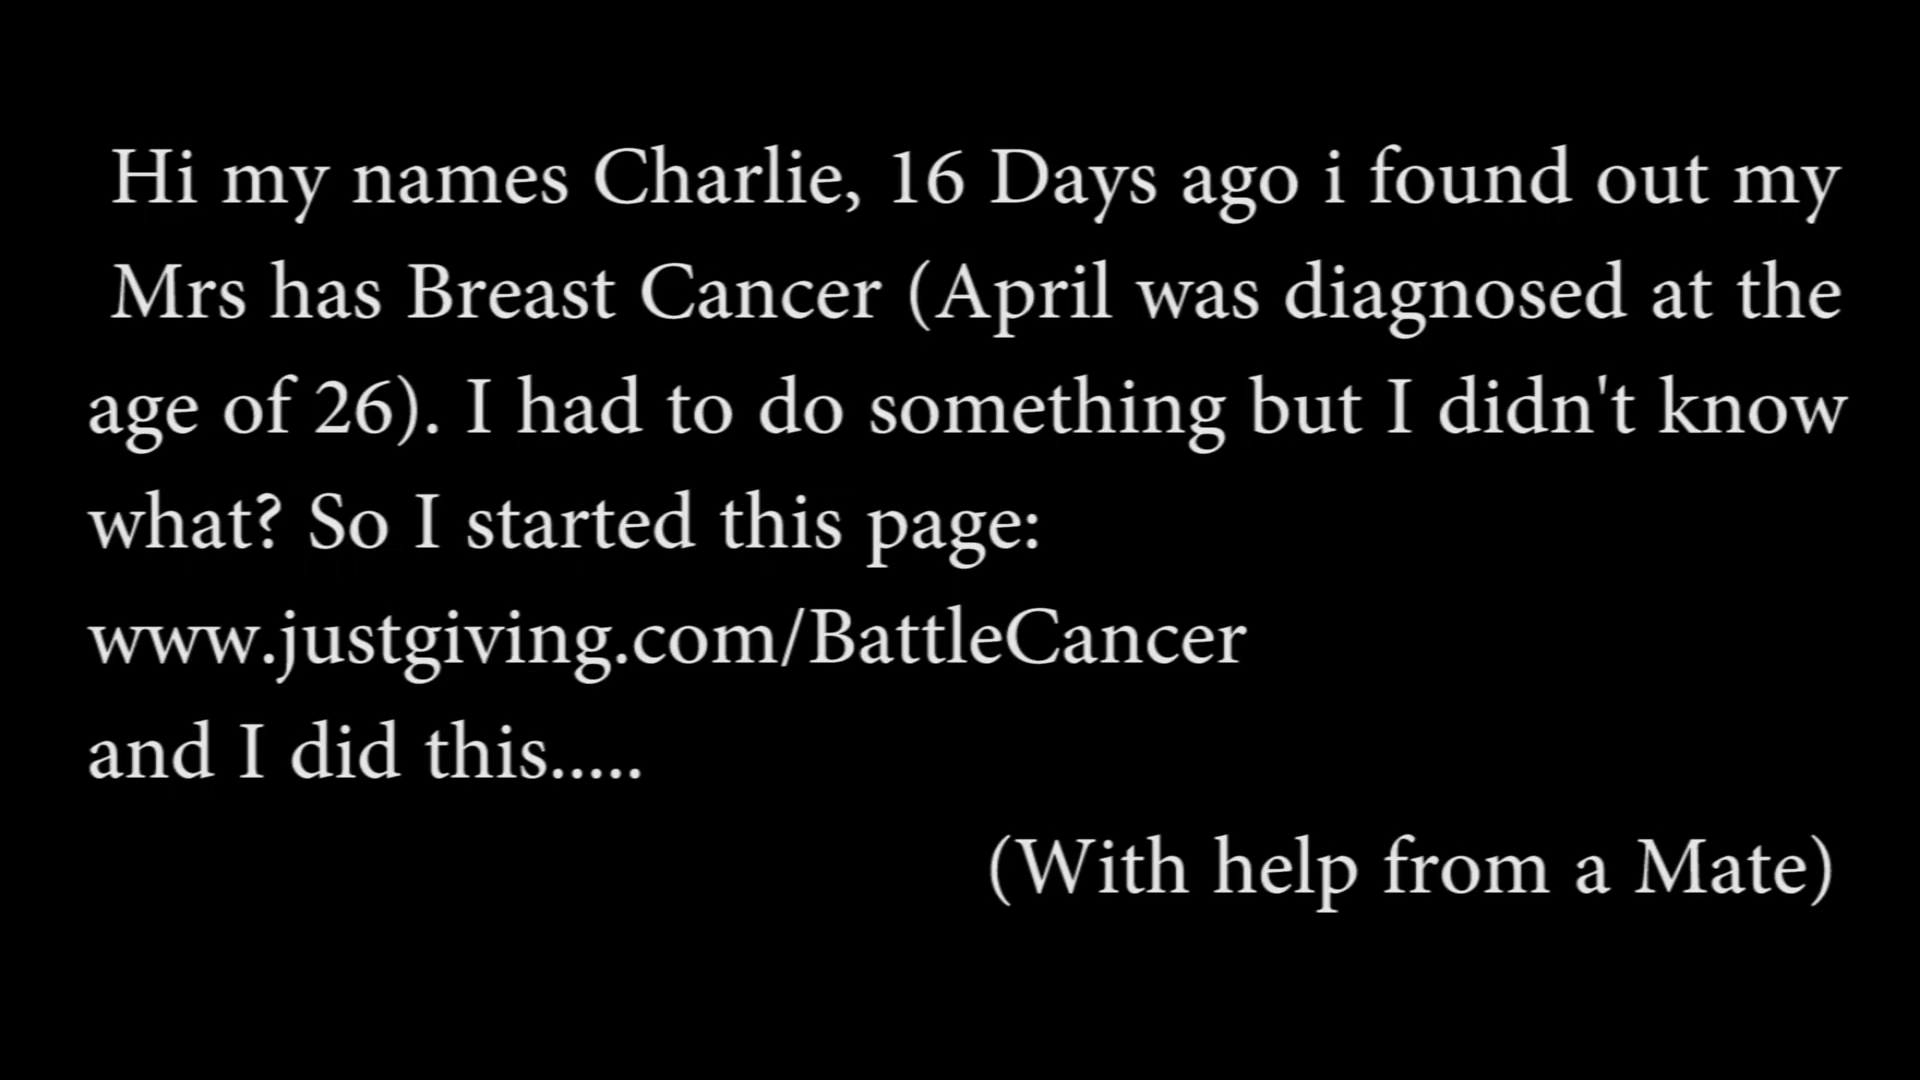 Hi my names Charlie, 16 Days ago i found out my
Mrs has Breast Cancer (April was diagnosed at the
age of 26). I had to do something but I didn't know
what? So I started this page:
www.justgiving.com/BattleCancer
and I did this.....
(With help from a Mate)